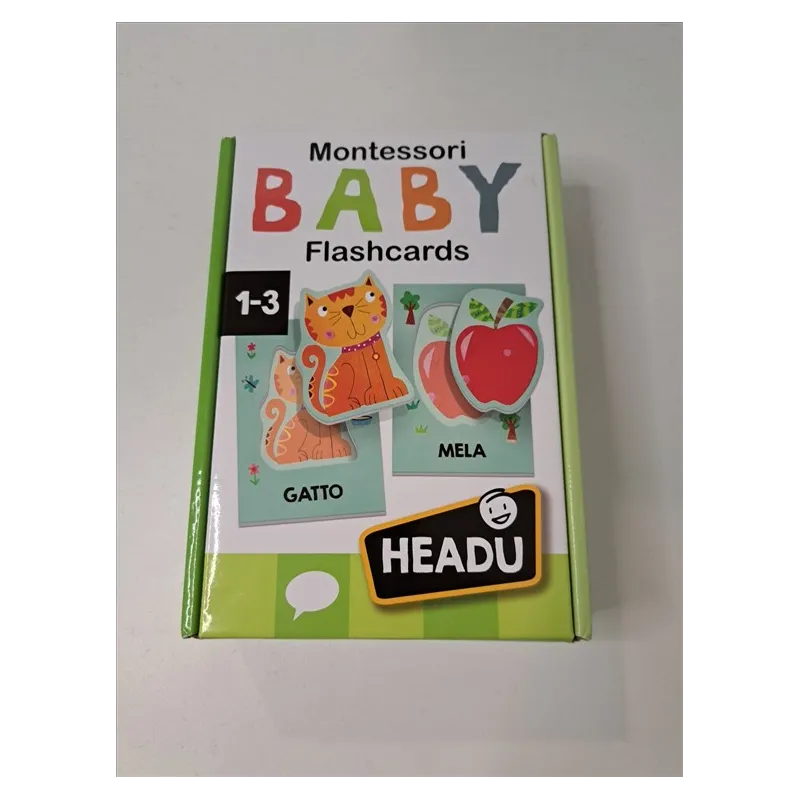 Montessori
BABY
Flashcards
1-3
MELA
GATTO
HEADU